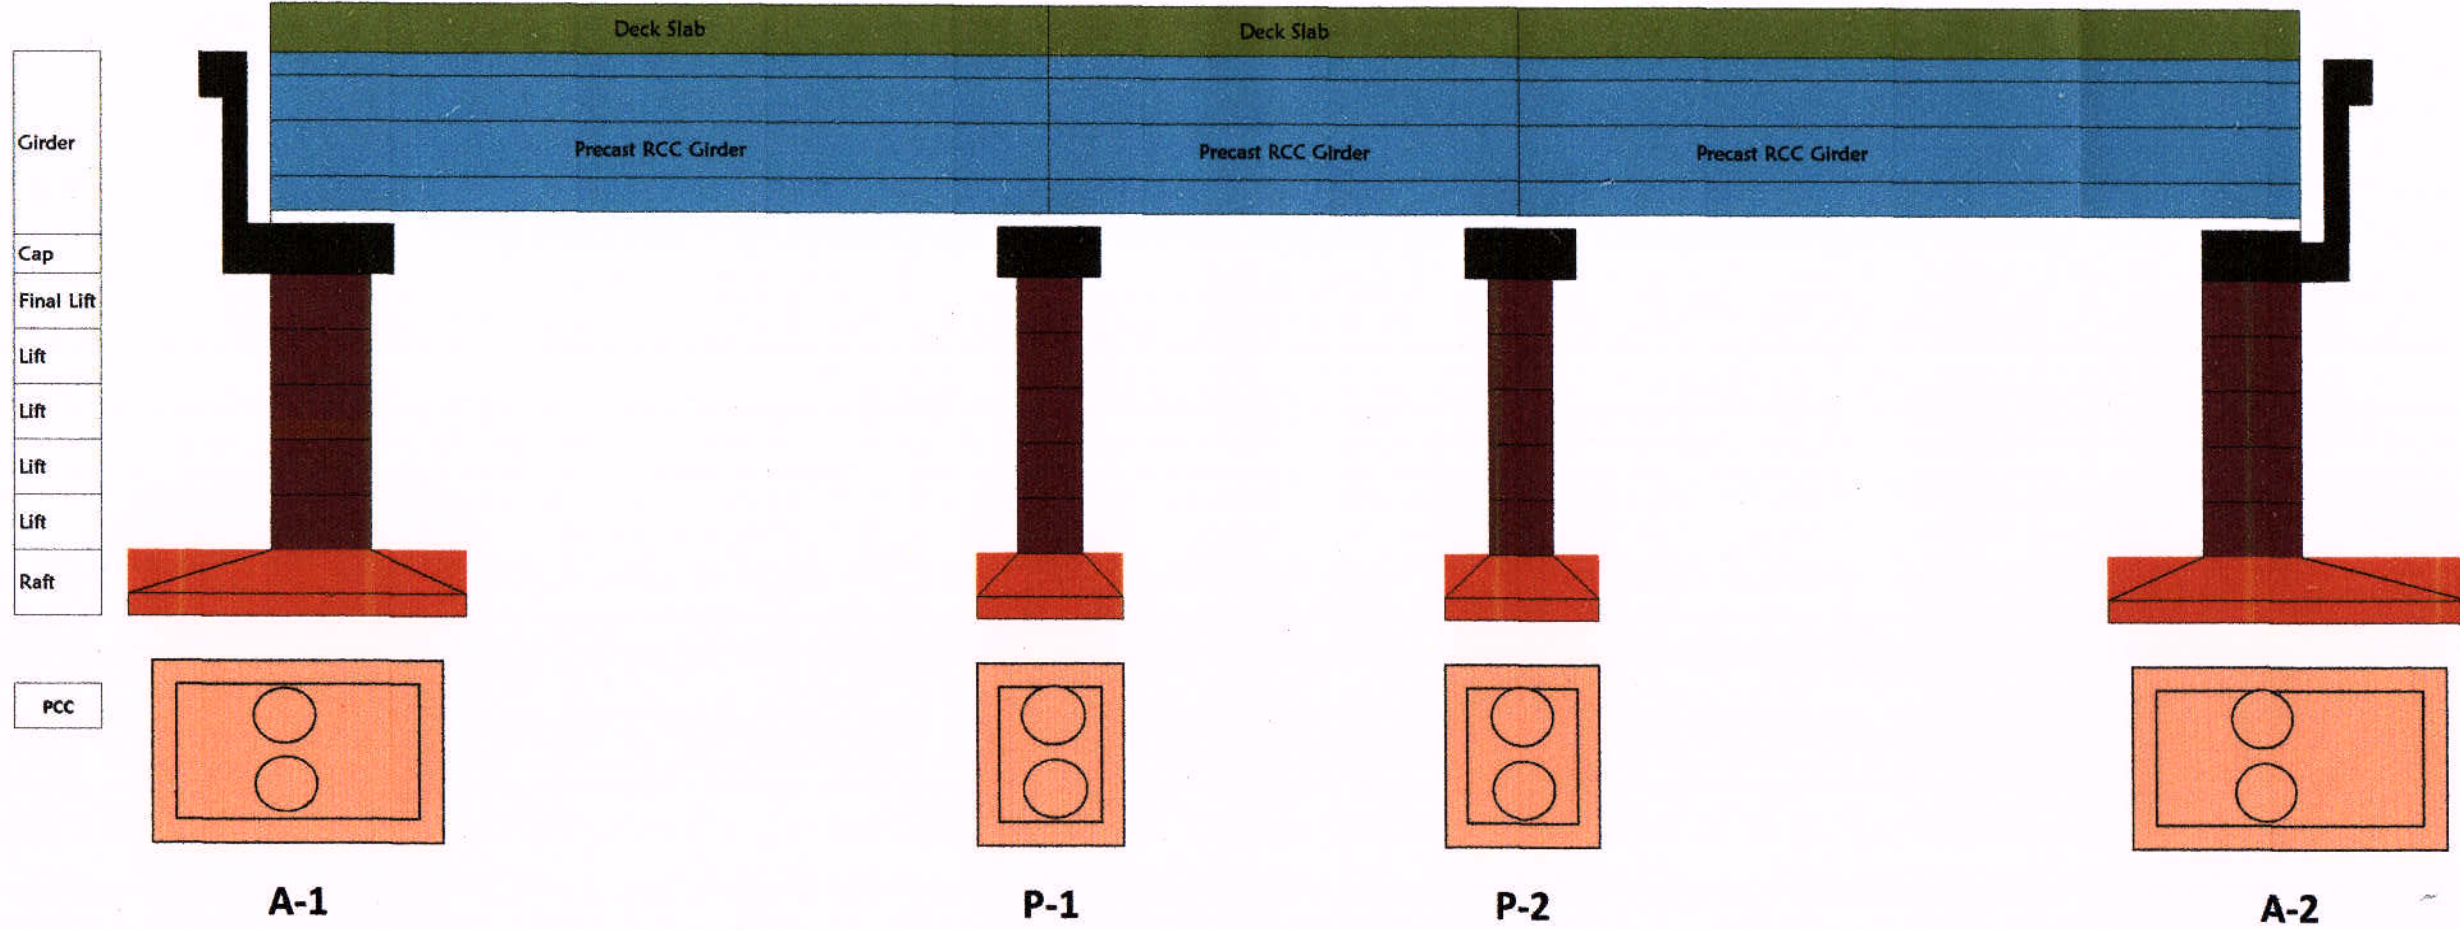 Deck Slab
Deck Slab
Girder
Precast RCC Girder
Precast RCC Girder
Precast RCC Girder
Cap
Final Lift
Lift
Lift
Lift
Lift
Raft
PCC
A-1
P-1
P-2
A-2